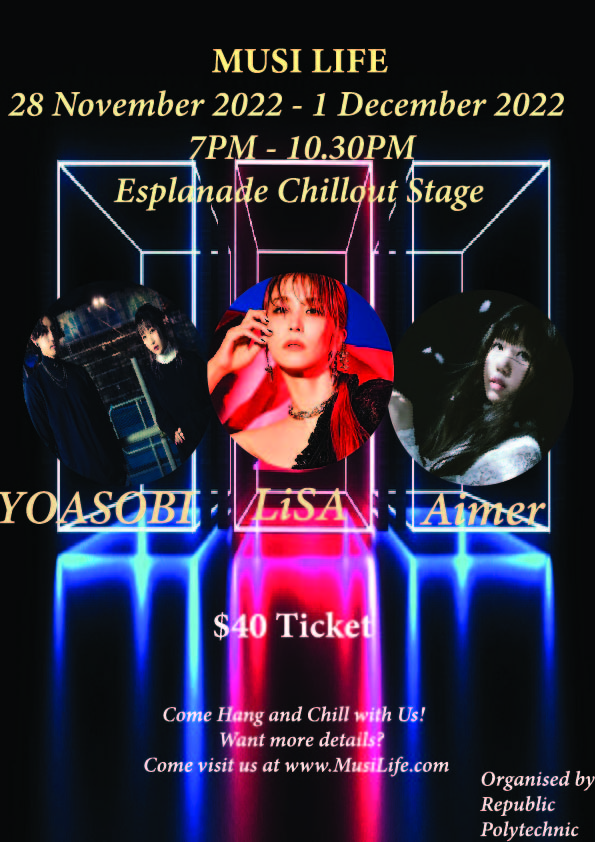 MUSI LIFE
28 November 2022 - 1 December 2022
7PM - 10.30PM
Esplanade Chillout Stage
YOASOBI
LiSA
Aimer
$40 Ticket
Come Hang and Chill with Us!
Want more details?
Come visit us at www.MusiLife.com
Organised by
Republic
Polytechnic